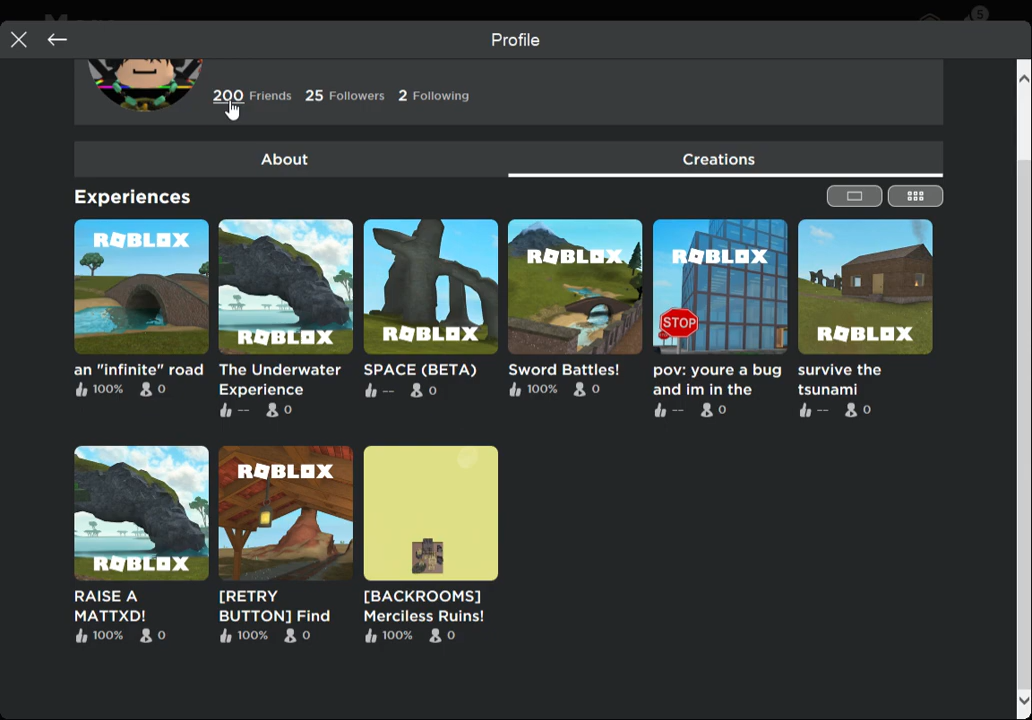 5
Profile
200 Friends 25 Followers 2 Following
About Creations
Experiences
ROBLOX
ROBLOX
ROBLOX
ROBLOX
ROBLOX
STOP
ROBLOX
an "infinite" road
100% 0
The Underwater
Experience
-- 0
SPACE (BETA)
-- 0
Sword Battles!
100% 0
pov: youre a bug
and im in the
-- 0
survive the
tsunami
-- 0
ROBLOX
ROBLOX
RAISE A
MATTXD!
100% 0
[RETRY
BUTTON] Find
100% 0
[BACKROOMS]
Merciless Ruins!
100% 0